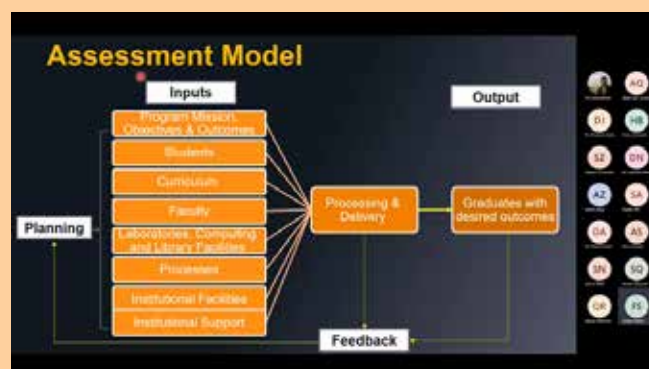 Assessment Model
Inputs
Output
Program Mission,
Objectives & Outcomes
Students
Curriculum
Faculty
Laboratories, Computing
and Library Facilities
Processes
Institutional Facilities
Institutional Support
Planning
Processing &
Delivery
Graduates with
desired outcomes
Feedback
AQ
DJ
HB
SZ
DN
AZ
SA
DA
AS
SN
SQ
QR
FS